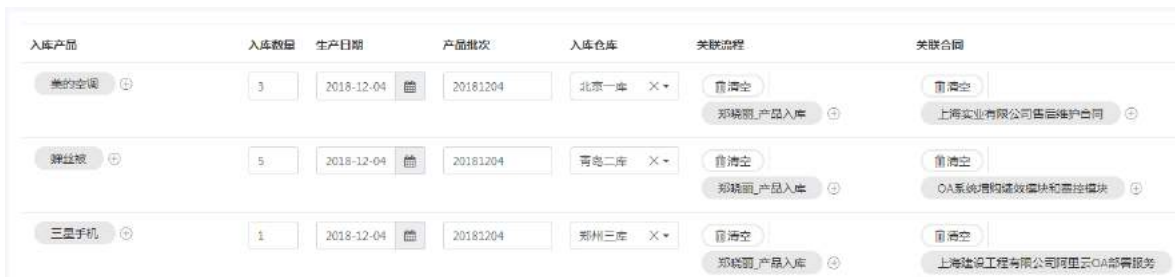 入库产品 入库数量 生产日期 产品批次 入库仓库 关联流程 关联合同
美的空调 3 2018-12-04 20181204 北京一库 清空 清空
郑晓丽_产品入库 上海实业有限公司售后维护合同
蝉丝被 5 2018-12-04 20181204 青岛二库 清空 清空
郑晓丽_产品入库 OA系统增购绩效模块和费控模块
三星手机 1 2018-12-04 20181204 郑州三库 清空 清空
郑晓丽_产品入库 上海建设工程有限公司阿里云OA部署服务